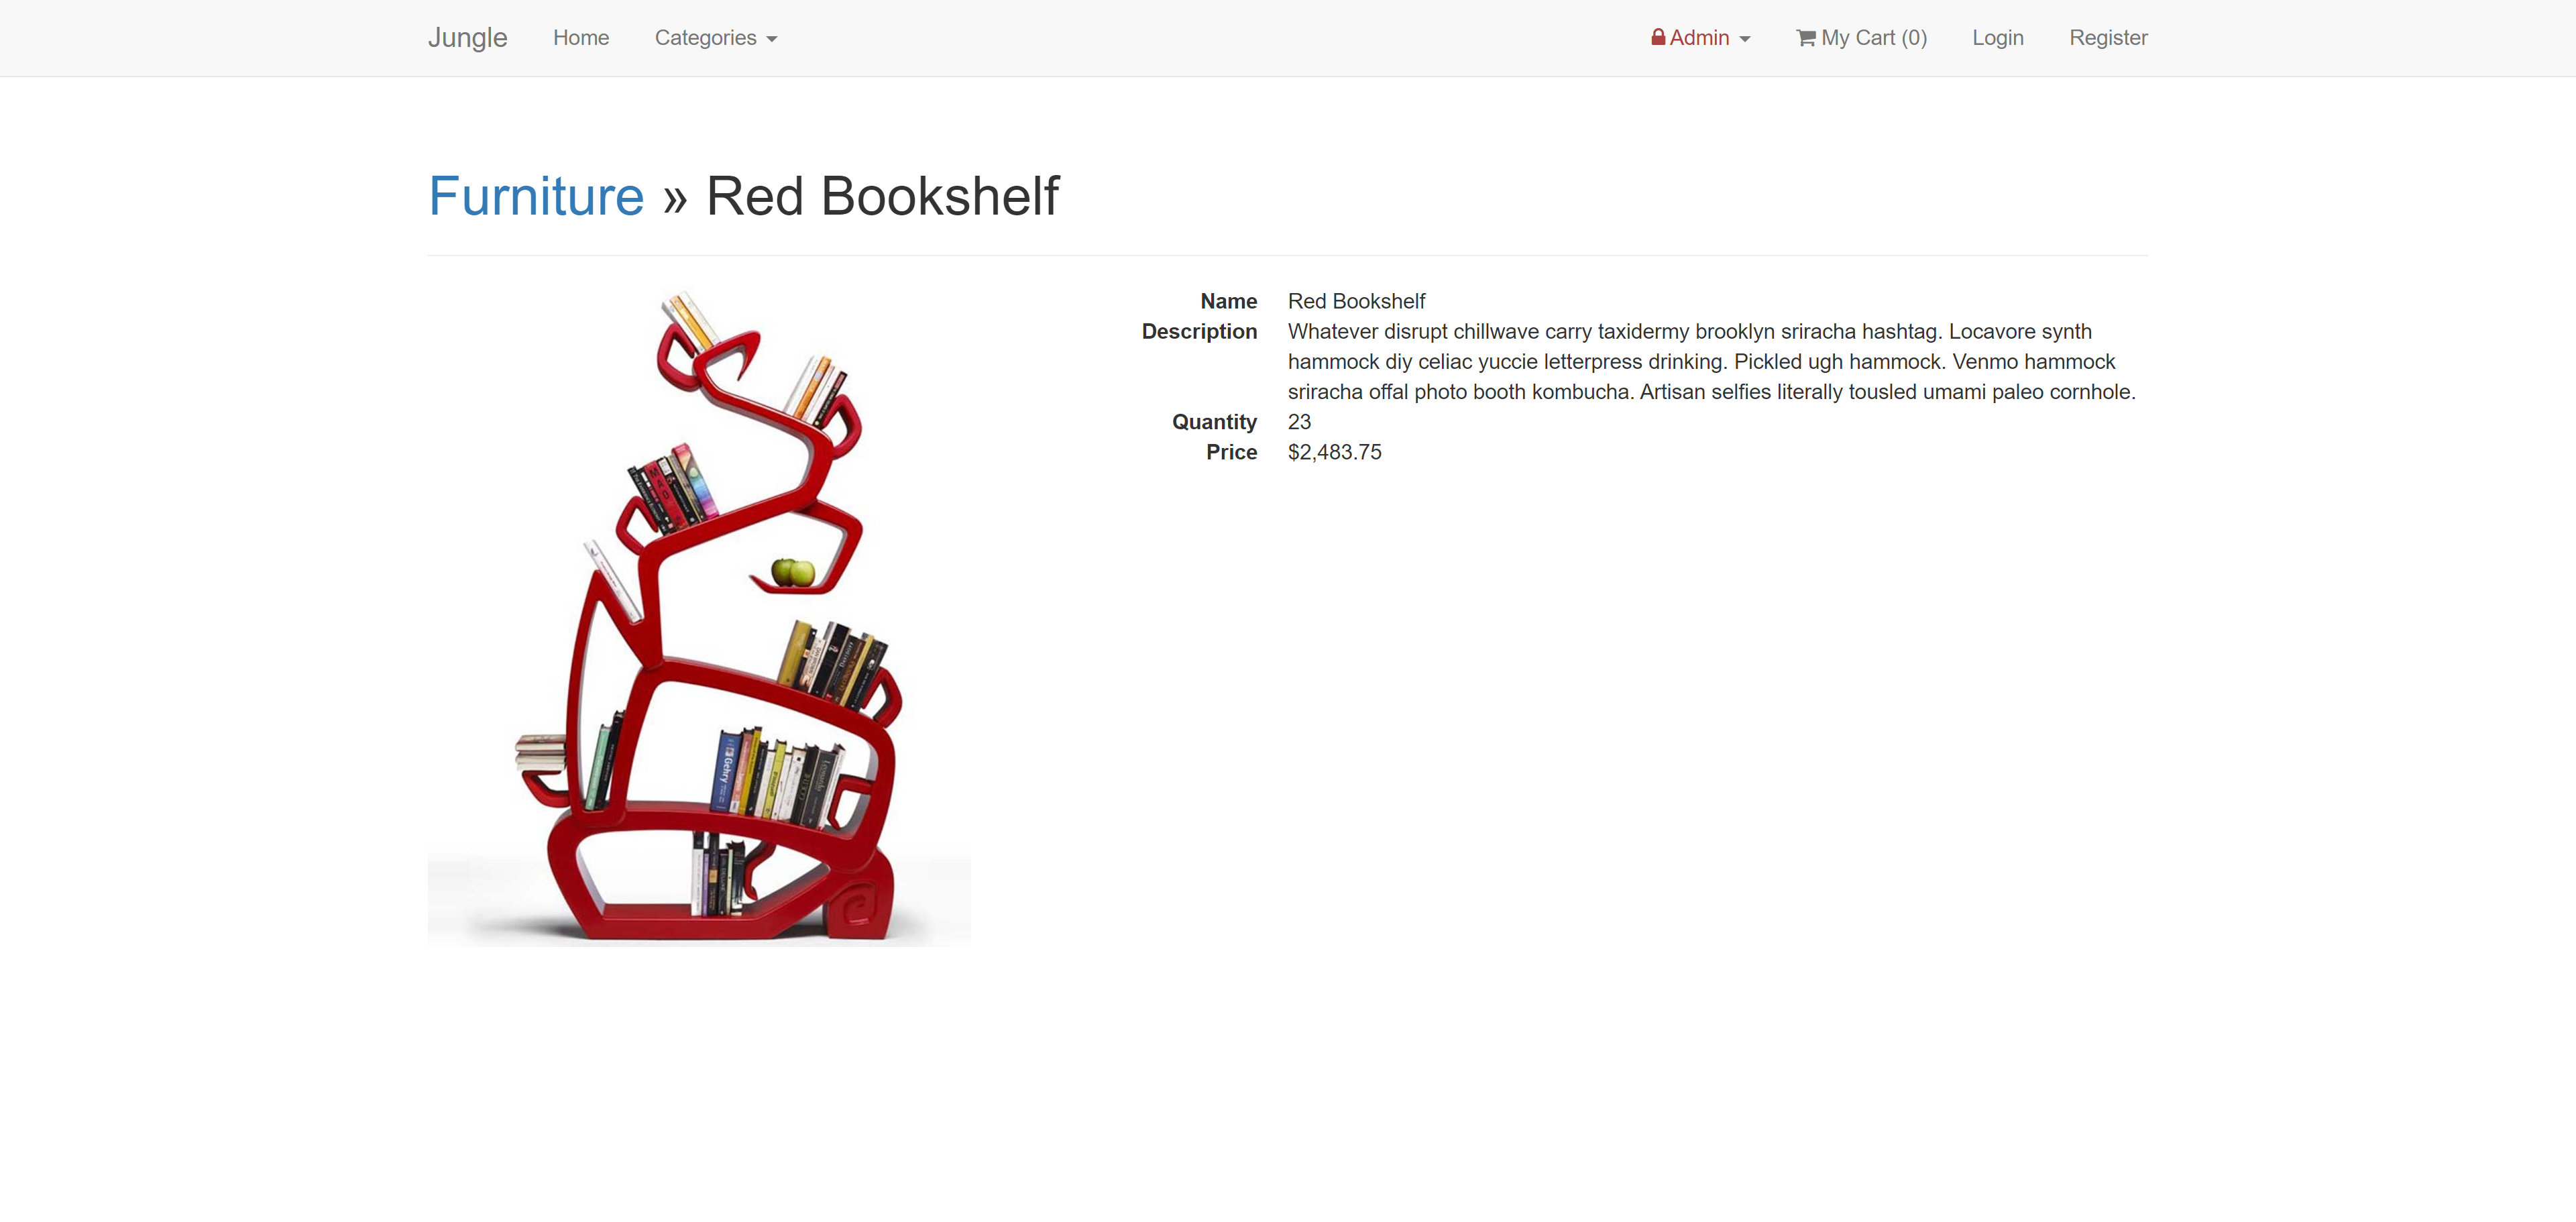 Jungle Home Categories Admin My Cart (0) Login Register
Furniture » Red Bookshelf
Name Red Bookshelf
Description Whatever disrupt chillwave carry taxidermy brooklyn sriracha hashtag. Locavore synth
hammock diy celiac yuccie letterpress drinking. Pickled ugh hammock. Venmo hammock
sriracha offal photo booth kombucha. Artisan selfies literally tousled umami paleo cornhole.
Quantity 23
Price $2,483.75
Gehry